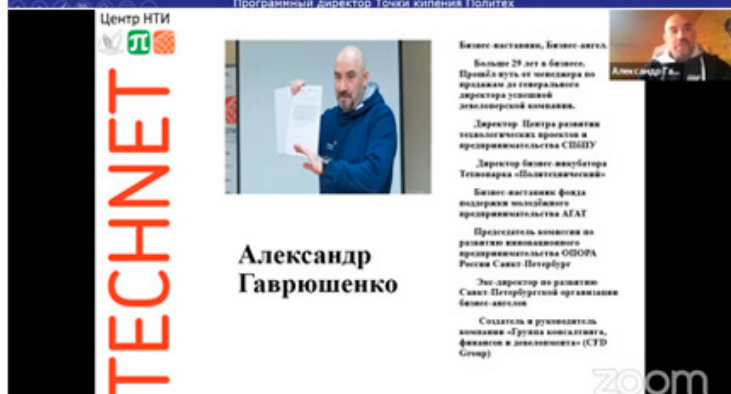 Программный директор Точки кипения Политех
Центр НТИ
TECHNET
Александр
Гаврюшенко
Бизнес-наставник, Бизнес-ангел.
Больше 29 лет в бизнесе.
Прошёл путь от менеджера по
продажам до генерального
директора успешной
девелоперской компании.
Директор Центра развития
технологических проектов и
предпринимательства СПбПУ
Директор бизнес-инкубатора
Технопарка «Политехнический»
Бизнес-наставник фонда
поддержки молодёжного
предпринимательства АГАТ
Председатель комиссии по
развитию инновационного
предпринимательства ОПОРА
России Санкт-Петербург
Экс-директор по развитию
Санкт-Петербургской организации
бизнес-ангелов
Создатель и руководитель
компании «Группа консалтинга,
финансов и девелопмента» (CFD
Group)
Александр Га...
zoom